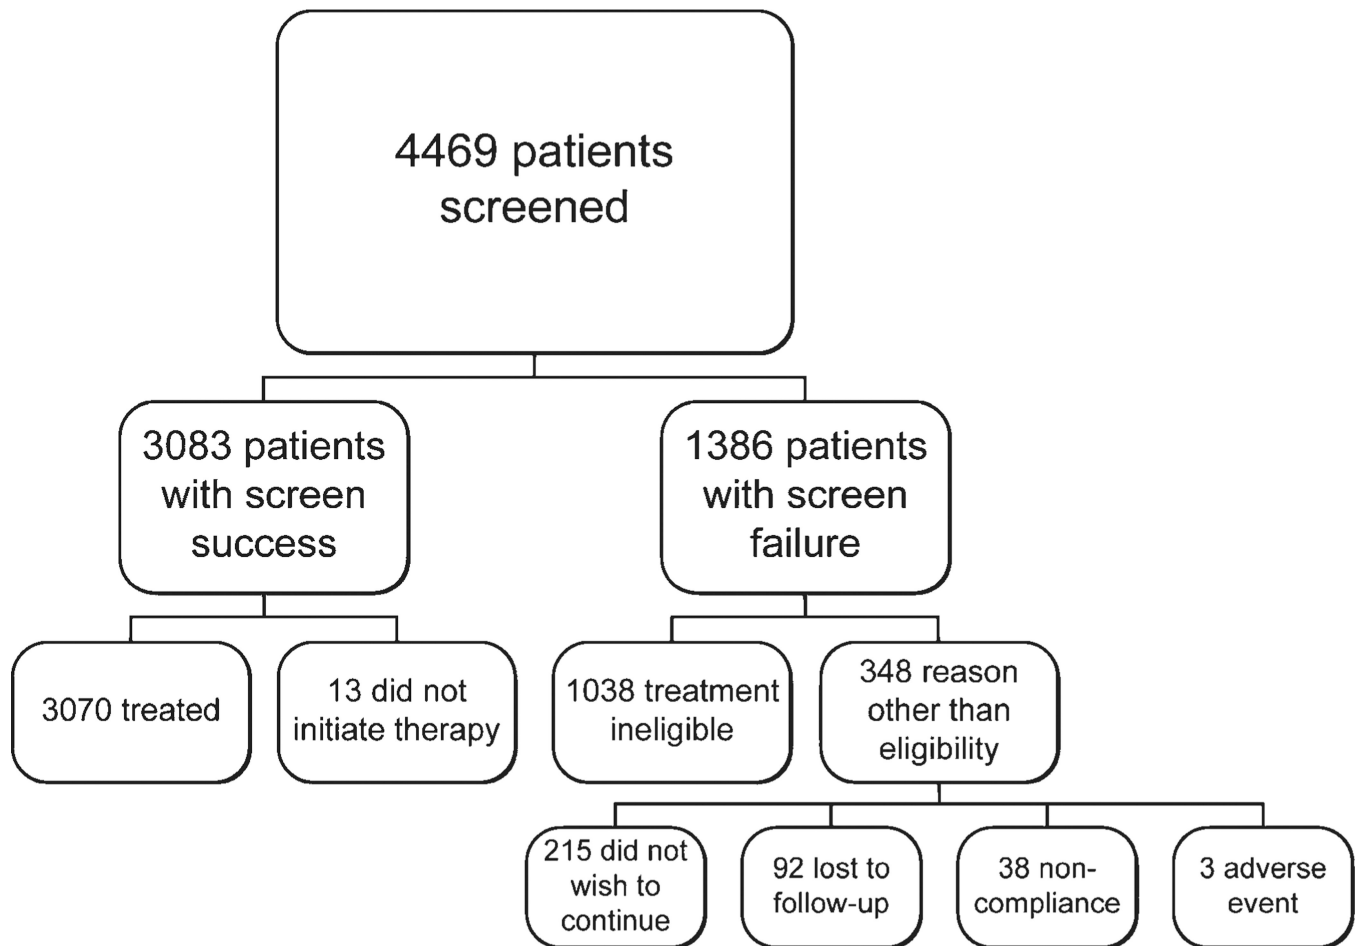 4469 patients
screened
3083 patients
with screen
success
1386 patients
with screen
failure
3070 treated
13 did not
initiate therapy
1038 treatment
ineligible
348 reason
other than
eligibility
215 did not
wish to
continue
92 lost to
follow-up
38 non-
compliance
3 adverse
event